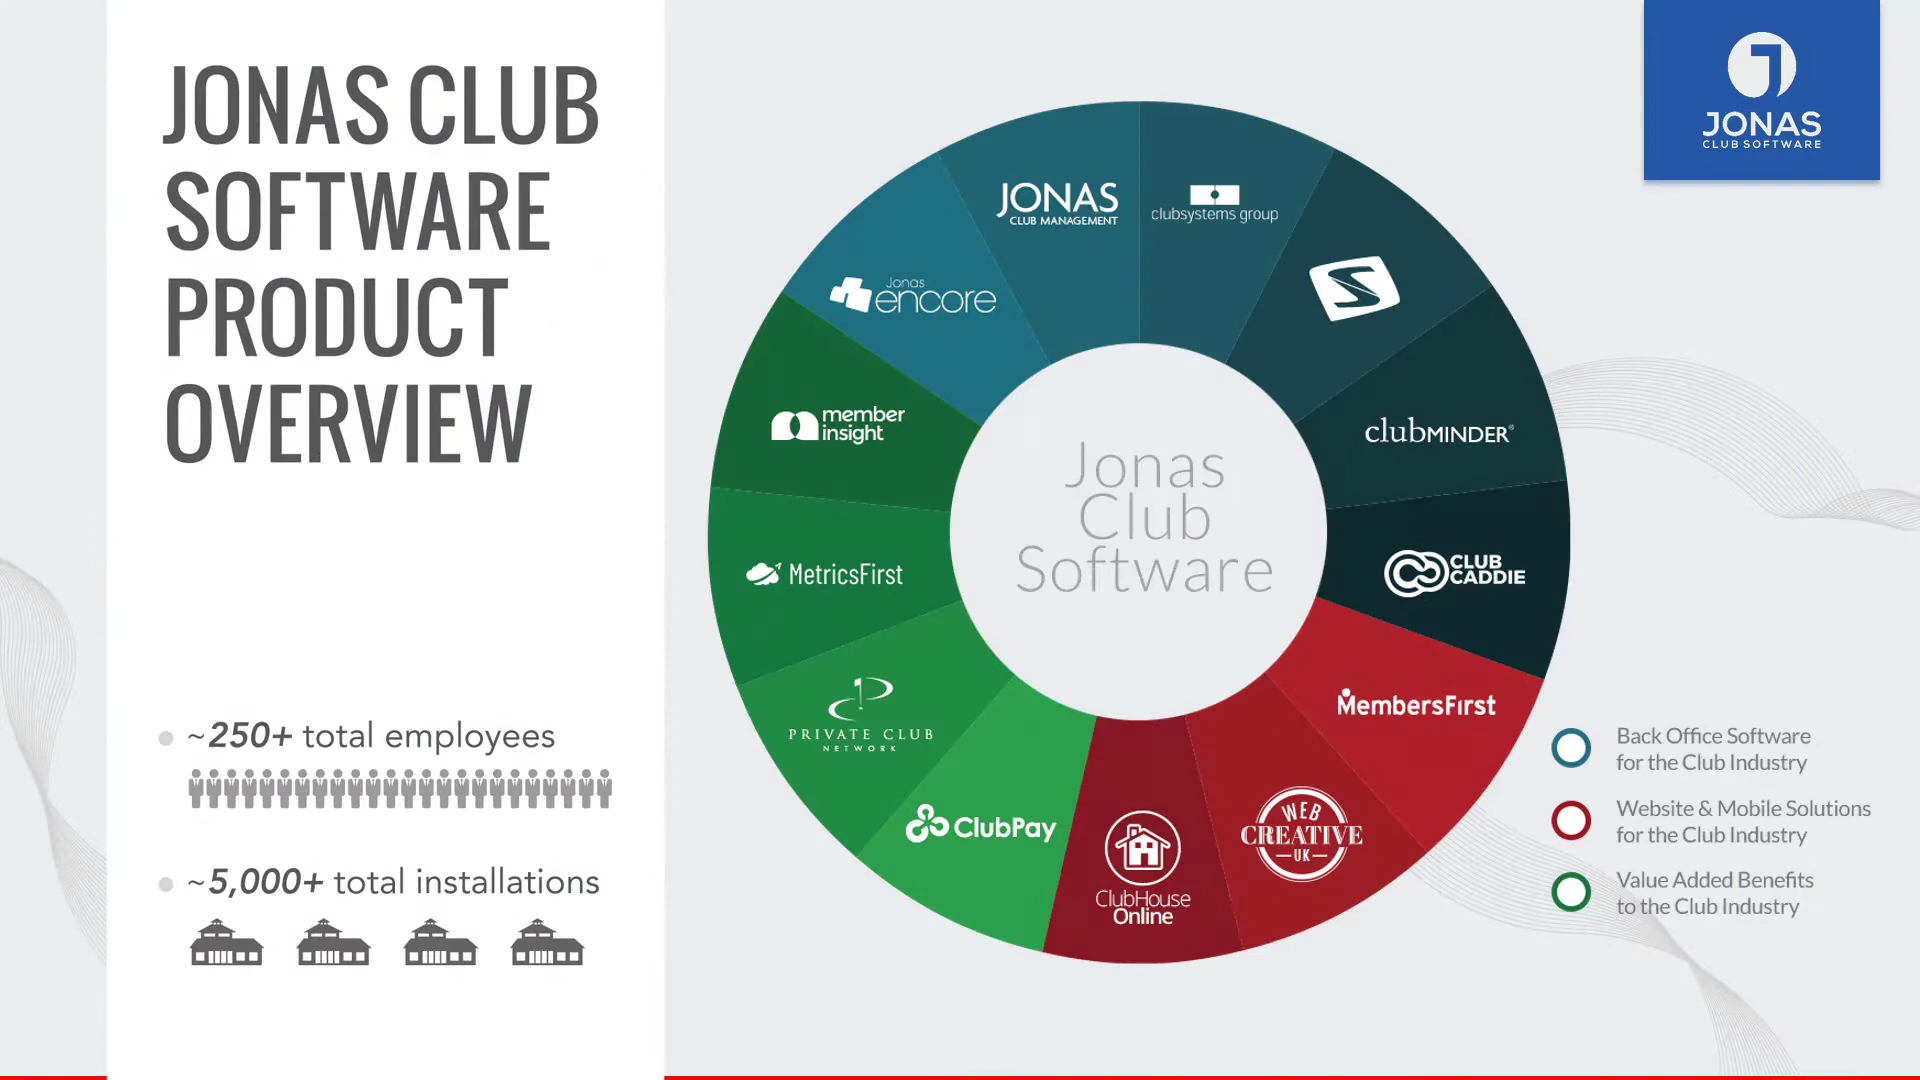 JONAS CLUB
SOFTWARE
PRODUCT
OVERVIEW
~250+ total employees
~5,000+ total installations
JONAS
CLUB MANAGEMENT
clubsystems group
S
clubMINDER®
CLUB
CADDIE
MembersFirst
WEB
CREATIVE
UK
ClubHouse
Online
ClubPay
PRIVATE CLUB
NETWORK
MetricsFirst
member
insight
Jonas
encore
Jonas
Club
Software
JONAS
CLUB SOFTWARE
Back Office Software
for the Club Industry
Website & Mobile Solutions
for the Club Industry
Value Added Benefits
to the Club Industry